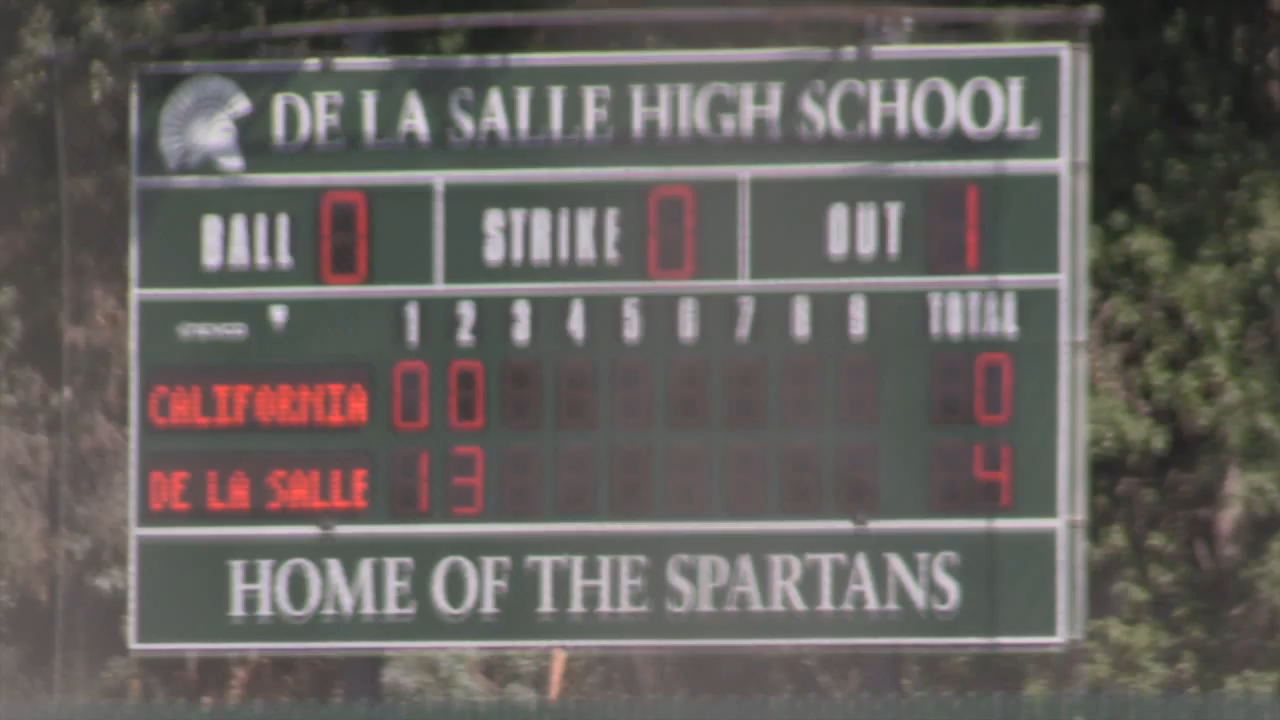 DE LA SALLE HIGH SCHOOL
BALL 0 STRIKE 0 OUT 1
1 2 3 4 5 6 7 8 9 TOTAL
CALIFORNIA 0 0 0
DE LA SALLE 1 3 4
HOME OF THE SPARTANS